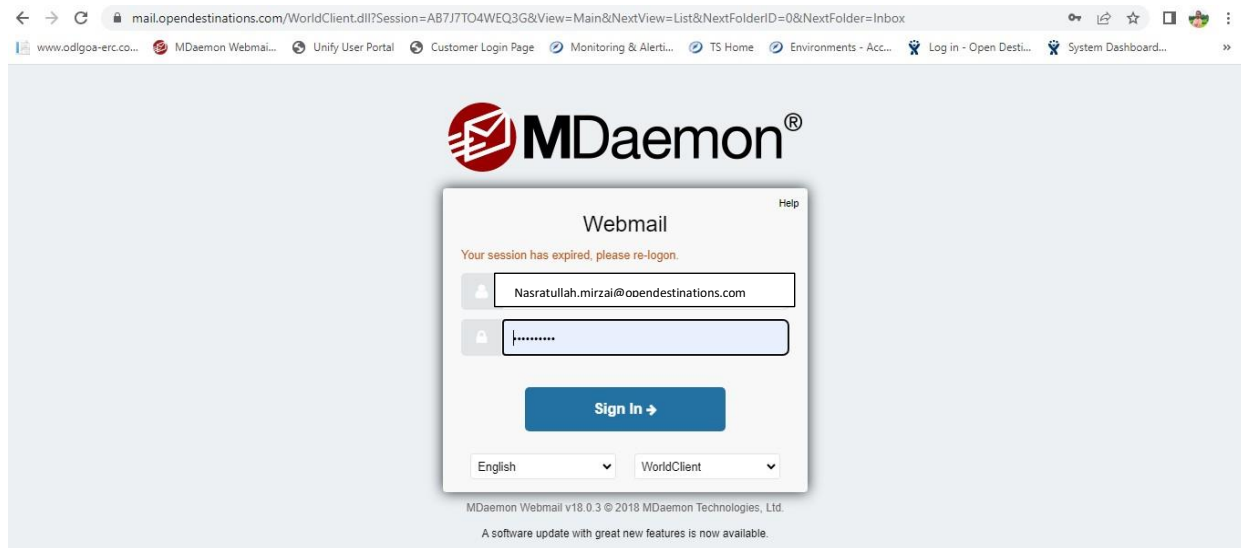 mail.opendestinations.com/WorldClient.dll?Session=AB7J7TO4WEQ3G&View=Main&NextView=List&NextFolderID=0&NextFolder=Inbox
www.odlgoa-erc.co... MDaemon Webmai... Unify User Portal Customer Login Page Monitoring & Alerti... TS Home Environments - Acc... Log in - Open Desti... System Dashboard... »
MDaemon®
Help
Webmail
Your session has expired, please re-logon.
Nasratullah.mirzai@opendestinations.com
••••••••••
Sign In →
English WorldClient
MDaemon Webmail v18.0.3 © 2018 MDaemon Technologies, Ltd.
A software update with great new features is now available.